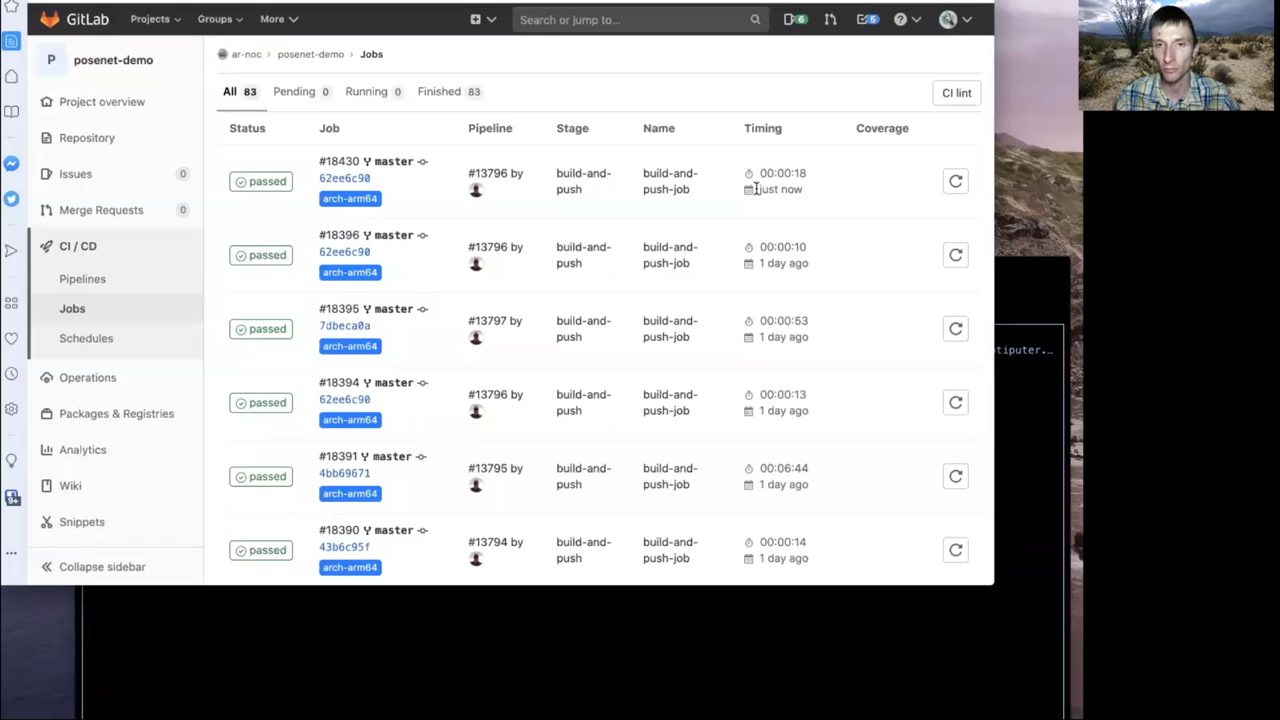 GitLab Projects Groups More Search or jump to... 6 5
P posenet-demo
Project overview
Repository
Issues 0
Merge Requests 0
CI / CD
Pipelines
Jobs
Schedules
Operations
Packages & Registries
Analytics
Wiki
Snippets
Collapse sidebar
9+
ar-noc > posenet-demo > Jobs
All 83 Pending 0 Running 0 Finished 83 CI lint
Status Job Pipeline Stage Name Timing Coverage
passed #18430 master 62ee6c90 arch-arm64 #13796 by build-and-push build-and-push-job 00:00:18 just now
passed #18396 master 62ee6c90 arch-arm64 #13796 by build-and-push build-and-push-job 00:00:10 1 day ago
passed #18395 master 7dbeca0a arch-arm64 #13797 by build-and-push build-and-push-job 00:00:53 1 day ago
passed #18394 master 62ee6c90 arch-arm64 #13796 by build-and-push build-and-push-job 00:00:13 1 day ago
passed #18391 master 4bb69671 arch-arm64 #13795 by build-and-push build-and-push-job 00:06:44 1 day ago
passed #18390 master 43b6c95f arch-arm64 #13794 by build-and-push build-and-push-job 00:00:14 1 day ago
tiputer.…